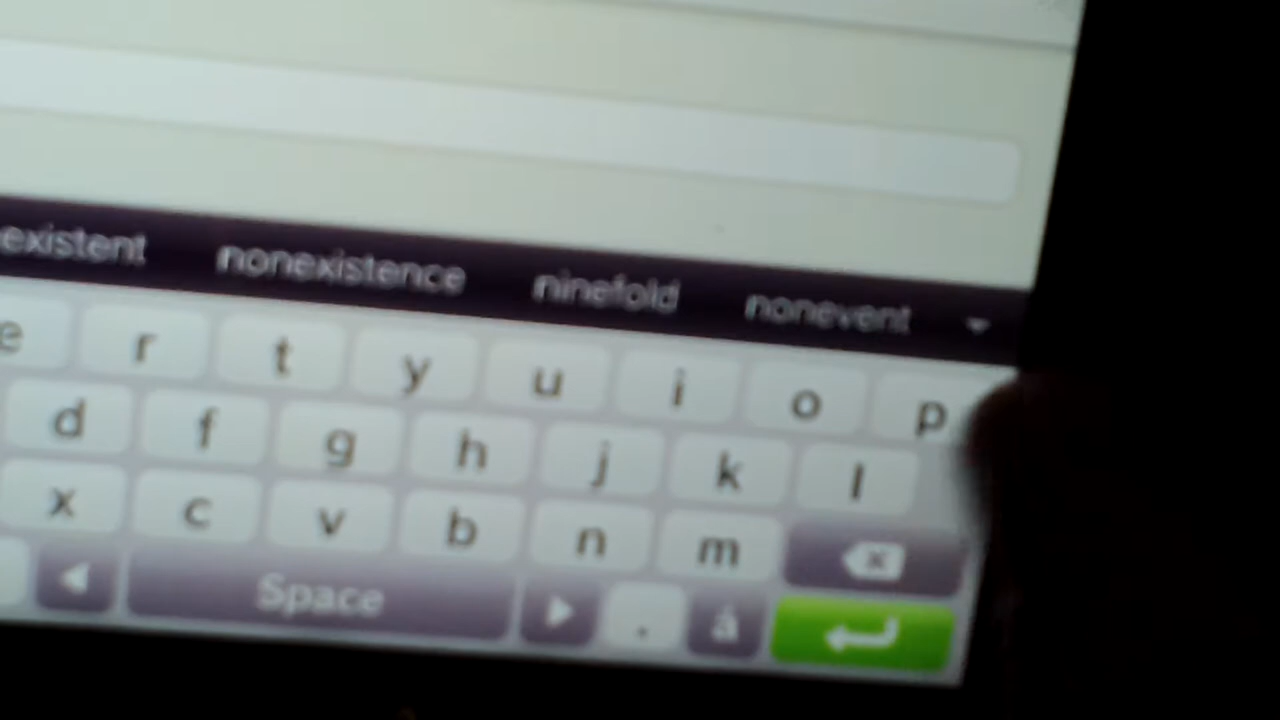 existent nonexistence ninefold nonevent
e r t y u i o p
d f g h j k l
x c v b n m
Space . á